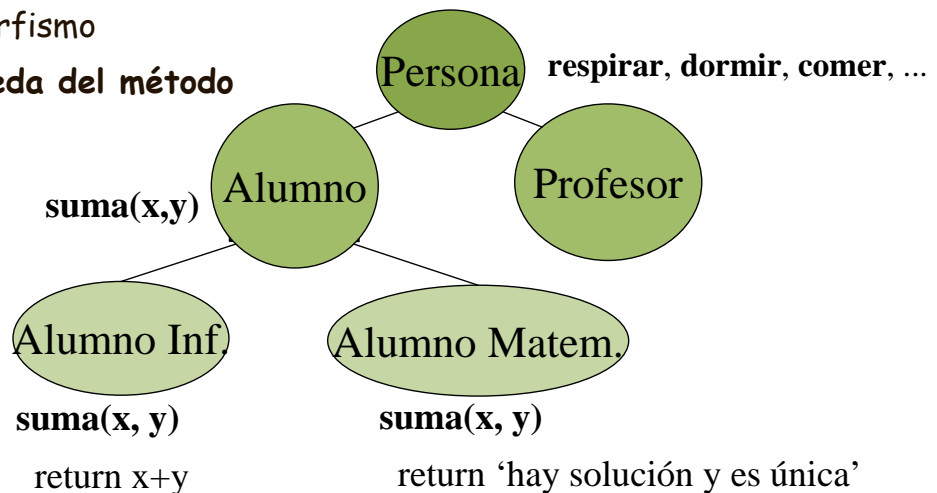 rfismo
eda del método
Persona
respirar, dormir, comer, ...
Alumno
Profesor
suma(x,y)
Alumno Inf.
Alumno Matem.
suma(x, y)
suma(x, y)
return x+y
return ‘hay solución y es única’